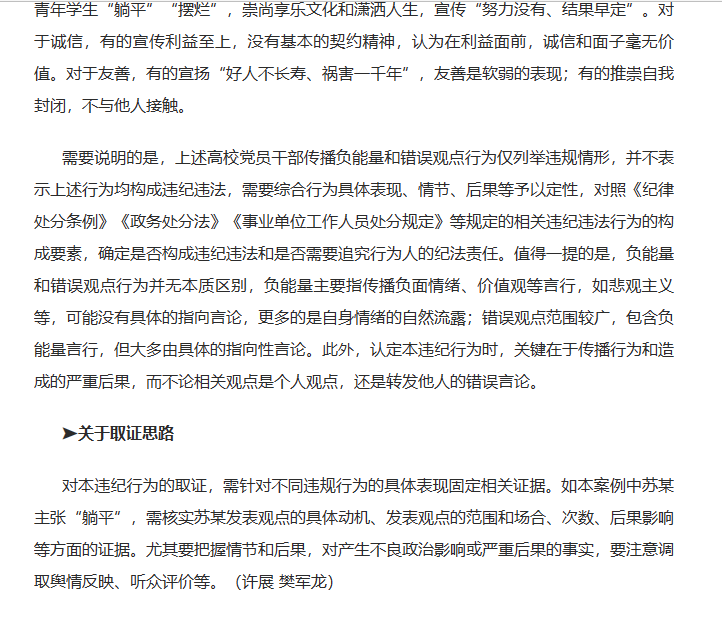 青年学生“躺平”“摆烂”，崇尚享乐文化和潇洒人生，宣传“努力没有、结果早定”。对
于诚信，有的宣传利益至上，没有基本的契约精神，认为在利益面前，诚信和面子毫无价
值。对于友善，有的宣扬“好人不长寿、祸害一千年”，友善是软弱的表现；有的推崇自我
封闭，不与他人接触。
需要说明的是，上述高校党员干部传播负能量和错误观点行为仅列举违规情形，并不表
示上述行为均构成违纪违法，需要综合行为具体表现、情节、后果等予以定性，对照《纪律
处分条例》《政务处分法》《事业单位工作人员处分规定》等规定的相关违纪违法行为的构
成要素，确定是否构成违纪违法和是否需要追究行为人的纪法责任。值得一提的是，负能量
和错误观点行为并无本质区别，负能量主要指传播负面情绪、价值观等言行，如悲观主义
等，可能没有具体的指向言论，更多的是自身情绪的自然流露；错误观点范围较广，包含负
能量言行，但大多由具体的指向性言论。此外，认定本违纪行为时，关键在于传播行为和造
成的严重后果，而不论相关观点是个人观点，还是转发他人的错误言论。
➤关于取证思路
对本违纪行为的取证，需针对不同违规行为的具体表现固定相关证据。如本案例中苏某
主张“躺平”，需核实苏某发表观点的具体动机、发表观点的范围和场合、次数、后果影响
等方面的证据。尤其要把握情节和后果，对产生不良政治影响或严重后果的事实，要注意调
取舆情反映、听众评价等。（许展 樊军龙）